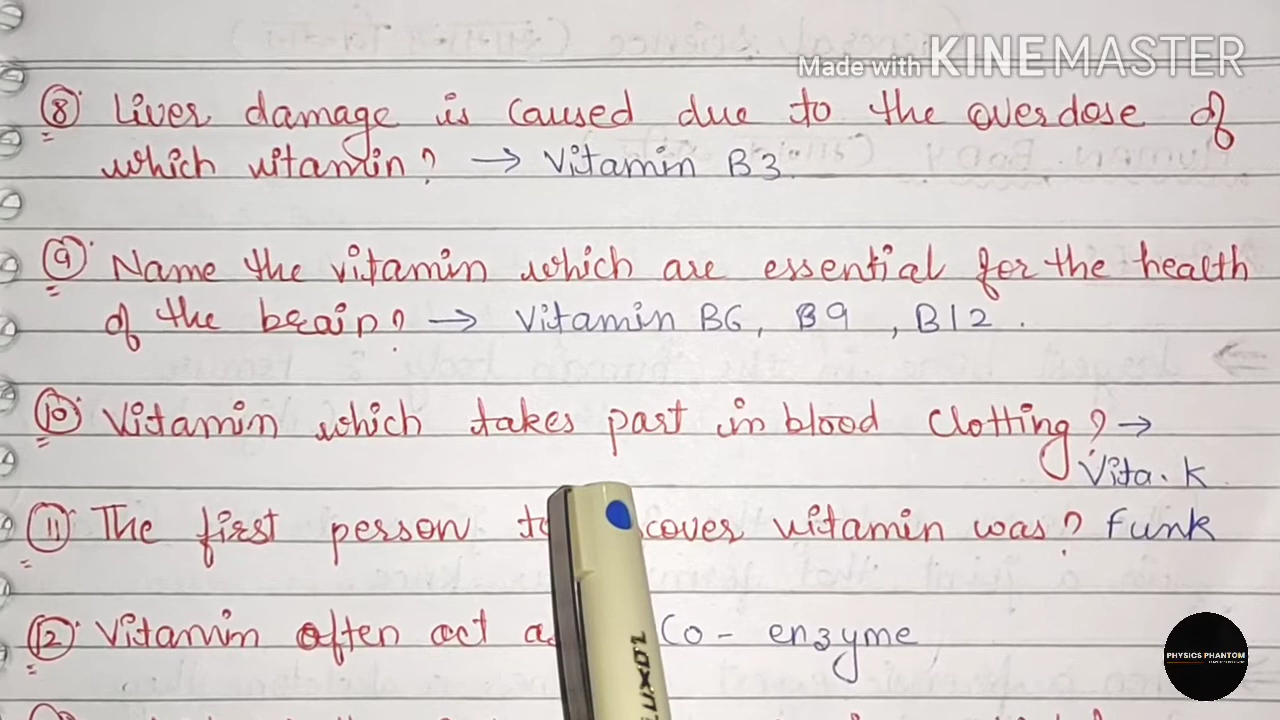 Made with KINEMASTER
8 Liver damage is caused due to the overdose of
which vitamin? → Vitamin B3.
9 Name the vitamin which are essential for the health
of the brain? → Vitamin B6, B9, B12.
10 Vitamin which takes part in blood Clotting? →
Vita. K
11 The first person cover vitamin was? Funk
12 Vitamin often act Co-enzyme
LUXOR
PHYSICS PHANTOM